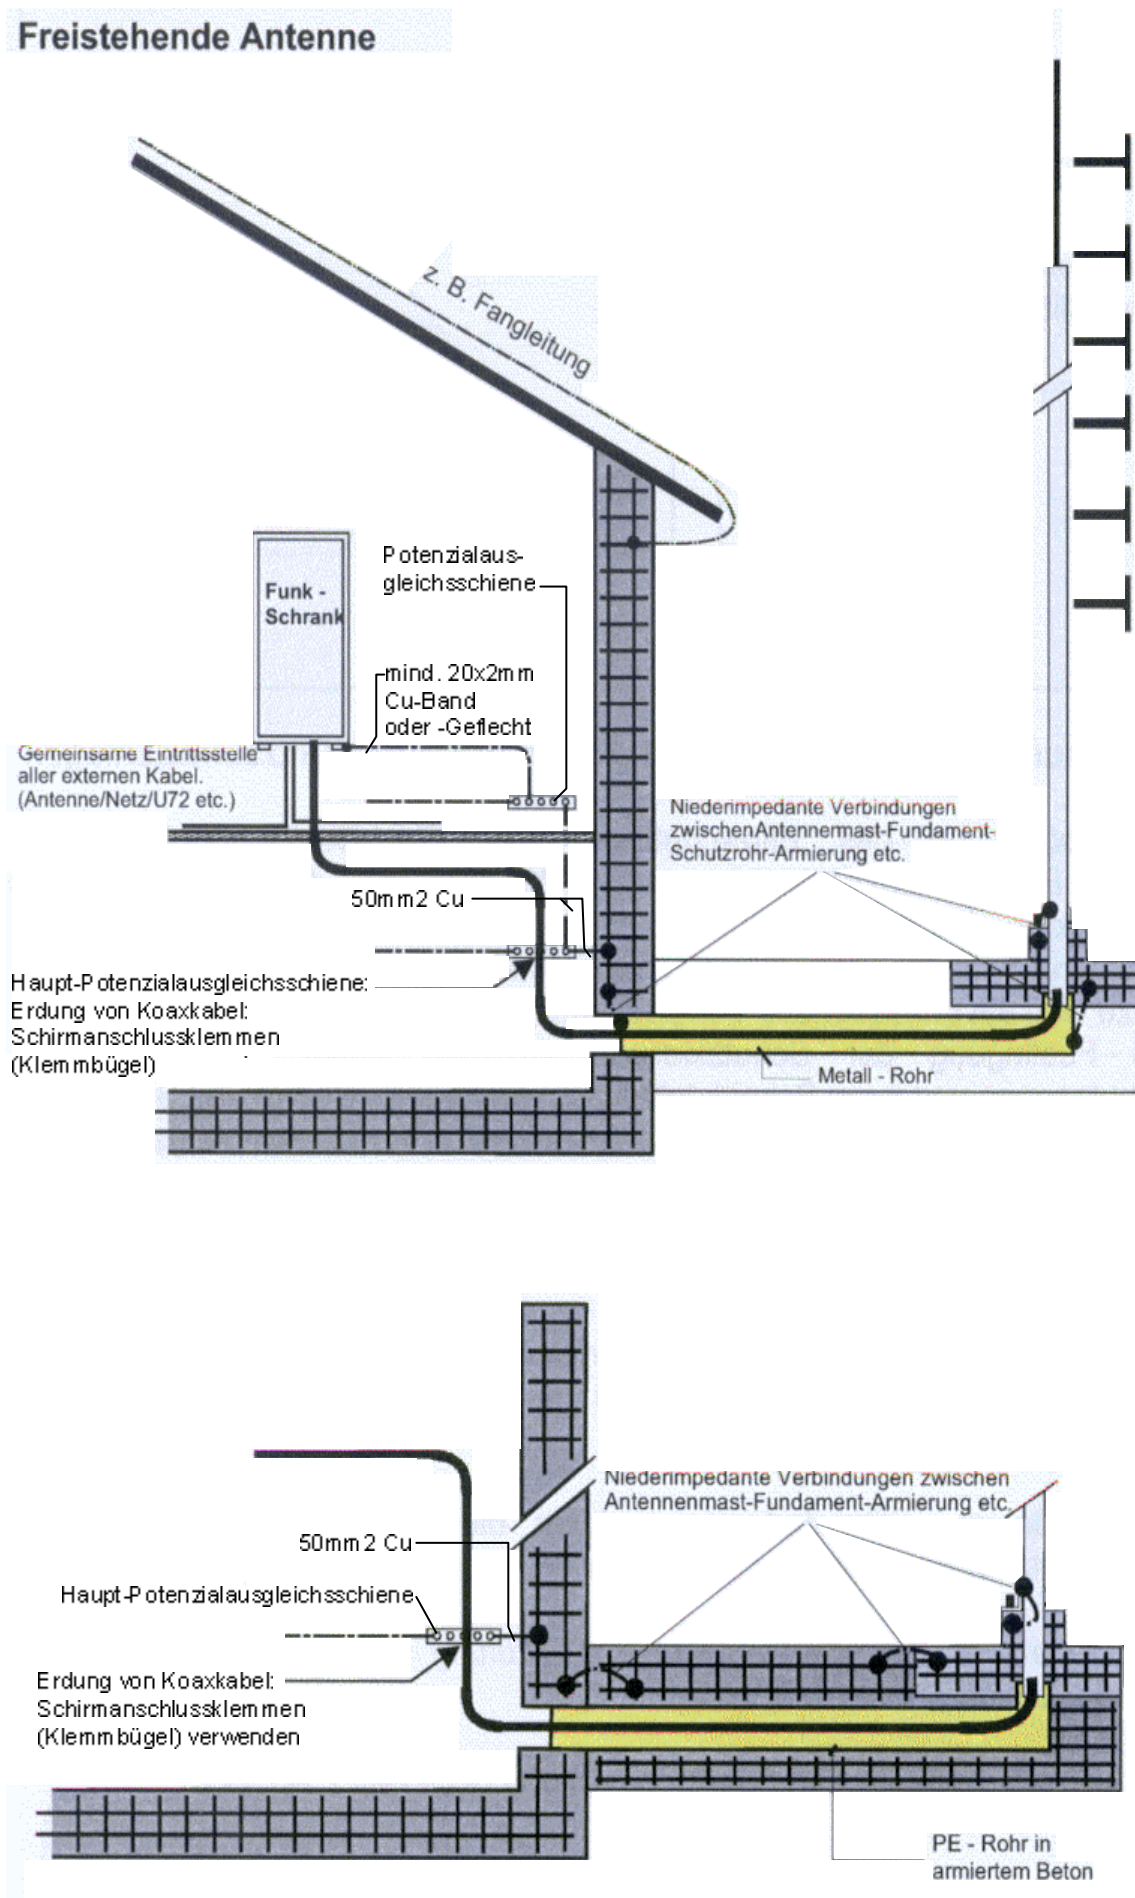 Freistehende Antenne
z. B. Fangleitung
Potenzialaus-
gleichsschiene
Funk -
Schrank
mind. 20x2mm
Cu-Band
oder -Geflecht
Gemeinsame Eintrittsstelle
aller externen Kabel.
(Antenne/Netz/U72 etc.)
Niederimpedante Verbindungen
zwischenAntennermast-Fundament-
Schutzrohr-Armierung etc.
50mm2 Cu
Haupt-Potenzialausgleichsschiene:
Erdung von Koaxkabel:
Schirmanschlussklemmen
(Klemmbügel)
Metall - Rohr
Niederimpedante Verbindungen zwischen
Antennenmast-Fundament-Armierung etc.
50mm2 Cu
Haupt-Potenzialausgleichsschiene
Erdung von Koaxkabel:
Schirmanschlussklemmen
(Klemmbügel) verwenden
PE - Rohr in
armiertem Beton